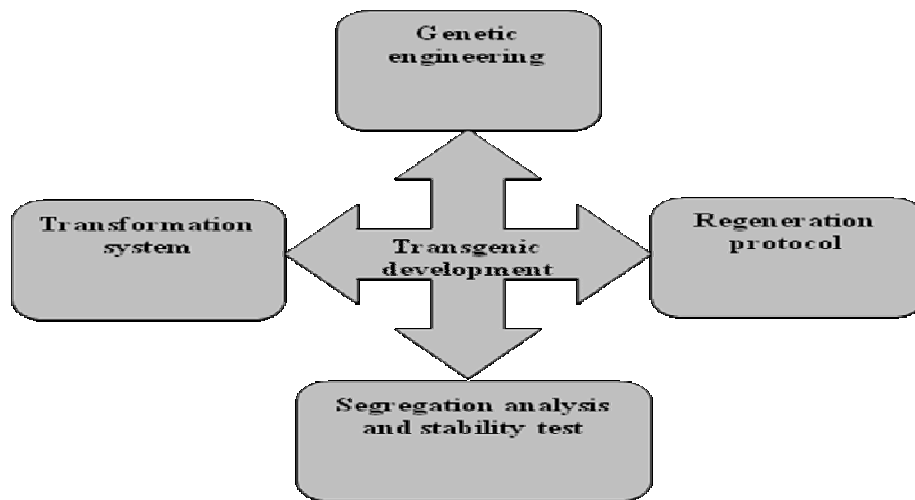 Genetic
engineering
Transformation
system
Transgenic
development
Regeneration
protocol
Segregation analysis
and stability test